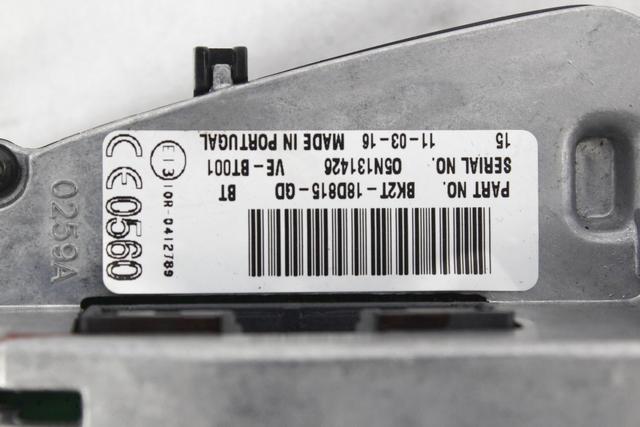 PART NO. BK2T-18D815-GD BT
SERIAL NO. 05N131426 VE-BT001
15 11-03-16 MADE IN PORTUGAL
E13
10R-0412789
CE0560
0259A